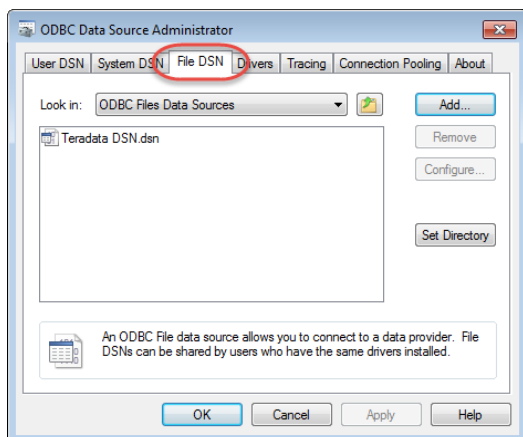 ODBC Data Source Administrator
User DSN System DSN File DSN Drivers Tracing Connection Pooling About
Look in: ODBC Files Data Sources Add...
Teradata DSN.dsn Remove
Configure...
Set Directory
An ODBC File data source allows you to connect to a data provider. File
DSNs can be shared by users who have the same drivers installed.
OK Cancel Apply Help